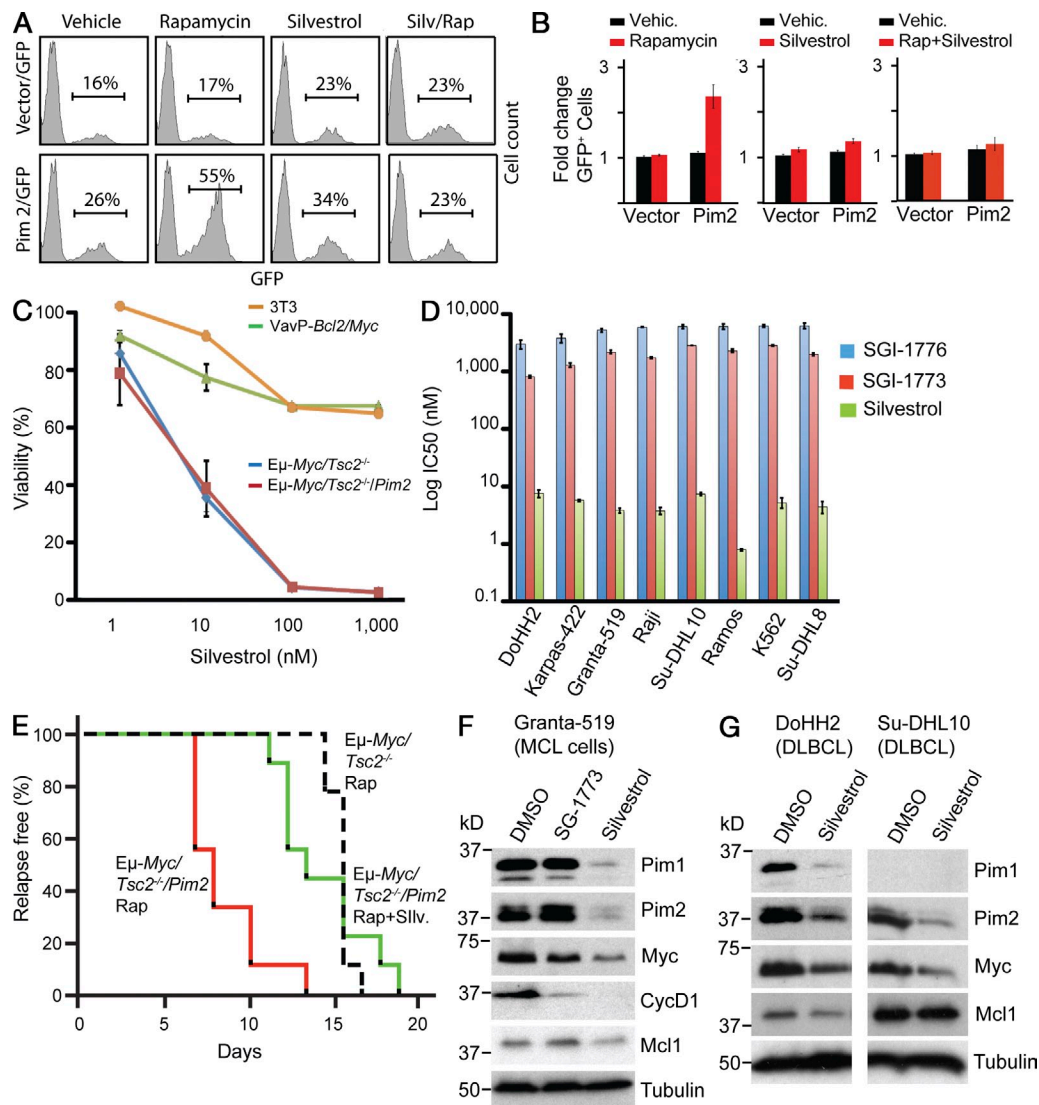 A
Vehicle
Rapamycin
Silvestrol
Silv/Rap
Vector/GFP
16%
17%
23%
23%
Pim 2/GFP
26%
55%
34%
23%
Cell count
GFP
B
Vehic.
Rapamycin
Vehic.
Silvestrol
Vehic.
Rap+Silvestrol
Fold change
GFP⁺ Cells
3
1
Vector Pim2
3
1
Vector Pim2
3
1
Vector Pim2
C
3T3
VavP-Bcl2/Myc
Eμ-Myc/Tsc2⁻/⁻
Eμ-Myc/Tsc2⁻/⁻/Pim2
Viability (%)
100
80
60
40
20
0
1 10 100 1,000
Silvestrol (nM)
D
Log IC50 (nM)
10,000
1,000
100
10
1
0.1
SGI-1776
SGI-1773
Silvestrol
DoHH2
Karpas-422
Granta-519
Raji
Su-DHL10
Ramos
K562
Su-DHL8
E
Relapse free (%)
100
80
60
40
20
0
0 5 10 15 20
Days
Eμ-Myc/
Tsc2⁻/⁻
Rap
Eμ-Myc/
Tsc2⁻/⁻/Pim2
Rap
Eμ-Myc/
Tsc2⁻/⁻/Pim2
Rap+SIlv.
F
Granta-519
(MCL cells)
DMSO
SG-1773
Silvestrol
kD
37
37
75
37
37
50
Pim1
Pim2
Myc
CycD1
Mcl1
Tubulin
G
DoHH2
(DLBCL)
Su-DHL10
(DLBCL)
DMSO
Silvestrol
DMSO
Silvestrol
kD
37
37
75
37
50
Pim1
Pim2
Myc
Mcl1
Tubulin